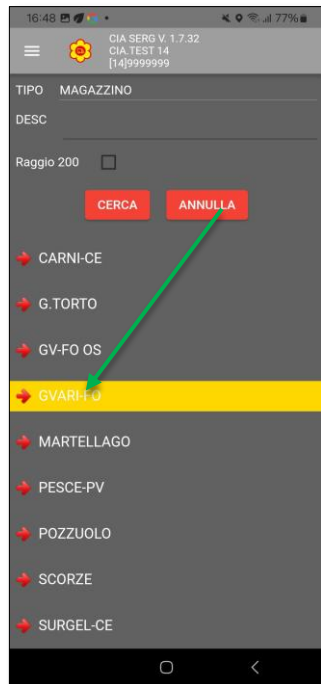 16:48 77%
CIA SERG V. 1.7.32
CIA.TEST 14
[14]9999999
TIPO MAGAZZINO
DESC
Raggio 200
CERCA ANNULLA
CARNI-CE
G.TORTO
GV-FO OS
GVARI-FO
MARTELLAGO
PESCE-PV
POZZUOLO
SCORZE
SURGEL-CE